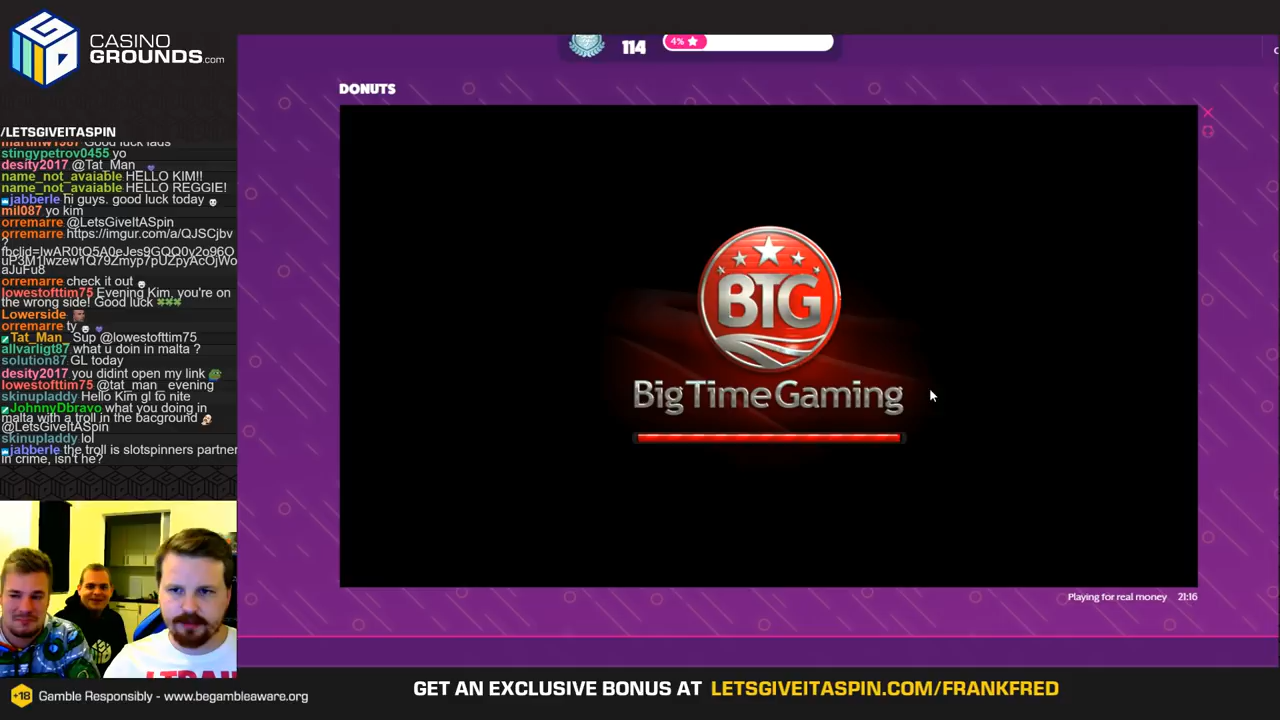 CASINO
GROUNDS.com
114
4%
DONUTS
/LETSGIVEITASPIN
martinw1987 Good luck lads
stingypetrov0455 yo
desity2017 @Tat_Man_
name_not_avaiable HELLO KIM!!
name_not_avaiable HELLO REGGIE!
jabberle hi guys. good luck today
mil087 yo kim
orremarre @LetsGiveItASpin
orremarre https://imgur.com/a/QJSCjbv
?
orremarre check it out
lowestofttim75 Evening Kim, you're on
the wrong side! Good luck
Lowerside
orremarre ty
Tat_Man_ Sup @lowestofttim75
allvarligt87 what u doin in malta ?
solution87 GL today
desity2017 you didint open my link
lowestofttim75 @tat_man_ evening
skinupladdy Hello Kim gl to nite
JohnnyDbravo what you doing in
malta with a troll in the bacground
@LetsGiveItASpin
skinupladdy lol
jabberle the troll is slotspinners partner
in crime, isn't he?
BTG
BigTimeGaming
Playing for real money 21:16
+18 Gamble Responsibly - www.begambleaware.org
GET AN EXCLUSIVE BONUS AT LETSGIVEITASPIN.COM/FRANKFRED